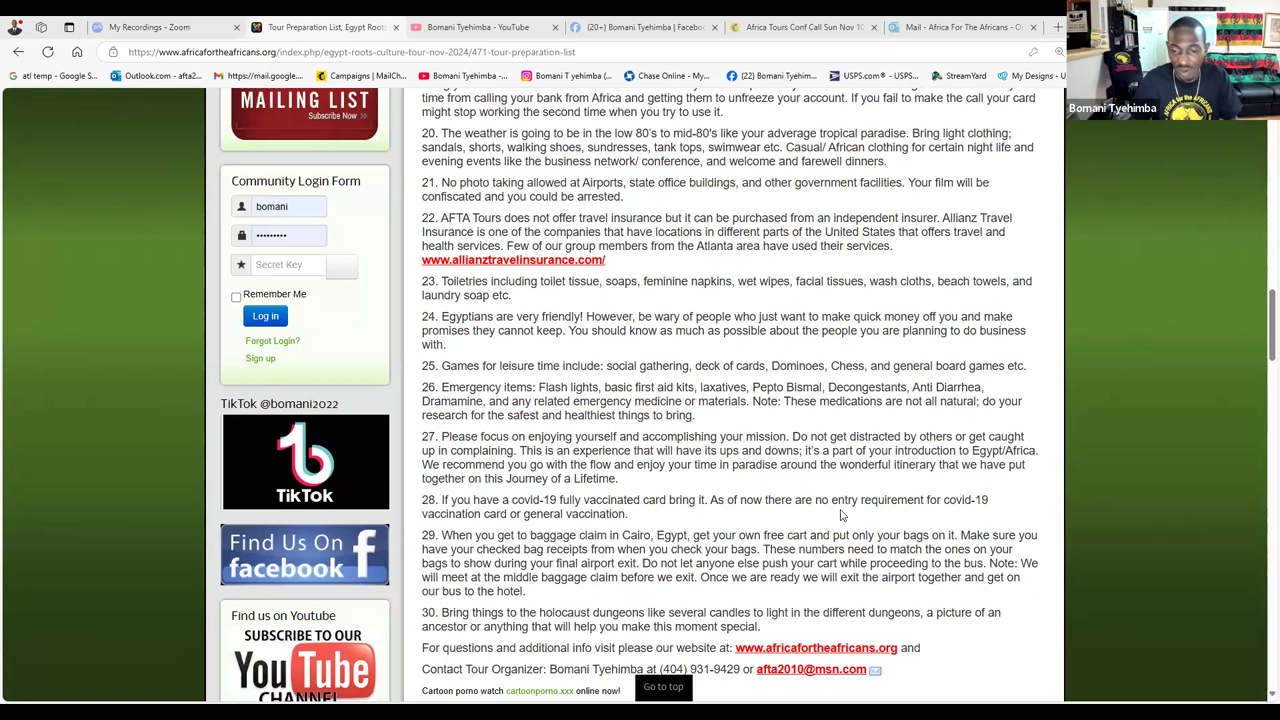 My Recordings - Zoom
Tour Preparation List, Egypt
Bomani Tyehimba - YouTube
(20+) Bomani Tyehimba | Facebook
Africa Tours Conf Call Sun Nov 10
Mail - Africa For The Africans - O
https://www.africafortheafricans.org/index.php/egypt-roots-culture-tour-nov-2024/471-tour-preparation-list
atl temp - Google S...
Outlook.com - afta2...
https://mail.google....
Campaigns | MailCh...
Bomani Tyehimba -...
Bomani T yehimba (...
Chase Online - My...
(22) Bomani Tyehim...
USPS.com® - USPS...
StreamYard
My Designs - V
Bomani Tyehimba
MAILING LIST
Subscribe Now >>
Community Login Form
bomani
•••••••••
Secret Key
Remember Me
Log in
Forgot Login?
Sign up
TikTok @bomani2022
TikTok
Find Us On
facebook
Find us on Youtube
SUBSCRIBE TO OUR
YouTube
CHANNEL
time from calling your bank from Africa and getting them to unfreeze your account. If you fail to make the call your card
might stop working the second time when you try to use it.
20. The weather is going to be in the low 80's to mid-80's like your adverage tropical paradise. Bring light clothing;
sandals, shorts, walking shoes, sundresses, tank tops, swimwear etc. Casual/ African clothing for certain night life and
evening events like the business network/ conference, and welcome and farewell dinners.
21. No photo taking allowed at Airports, state office buildings, and other government facilities. Your film will be
confiscated and you could be arrested.
22. AFTA Tours does not offer travel insurance but it can be purchased from an independent insurer. Allianz Travel
Insurance is one of the companies that have locations in different parts of the United States that offers travel and
health services. Few of our group members from the Atlanta area have used their services.
www.allianztravelinsurance.com/
23. Toiletries including toilet tissue, soaps, feminine napkins, wet wipes, facial tissues, wash cloths, beach towels, and
laundry soap etc.
24. Egyptians are very friendly! However, be wary of people who just want to make quick money off you and make
promises they cannot keep. You should know as much as possible about the people you are planning to do business
with.
25. Games for leisure time include: social gathering, deck of cards, Dominoes, Chess, and general board games etc.
26. Emergency items: Flash lights, basic first aid kits, laxatives, Pepto Bismal, Decongestants, Anti Diarrhea,
Dramamine, and any related emergency medicine or materials. Note: These medications are not all natural; do your
research for the safest and healthiest things to bring.
27. Please focus on enjoying yourself and accomplishing your mission. Do not get distracted by others or get caught
up in complaining. This is an experience that will have its ups and downs; it's a part of your introduction to Egypt/Africa.
We recommend you go with the flow and enjoy your time in paradise around the wonderful itinerary that we have put
together on this Journey of a Lifetime.
28. If you have a covid-19 fully vaccinated card bring it. As of now there are no entry requirement for covid-19
vaccination card or general vaccination.
29. When you get to baggage claim in Cairo, Egypt, get your own free cart and put only your bags on it. Make sure you
have your checked bag receipts from when you check your bags. These numbers need to match the ones on your
bags to show during your final airport exit. Do not let anyone else push your cart while proceeding to the bus. Note: We
will meet at the middle baggage claim before we exit. Once we are ready we will exit the airport together and get on
our bus to the hotel.
30. Bring things to the holocaust dungeons like several candles to light in the different dungeons, a picture of an
ancestor or anything that will help you make this moment special.
For questions and additional info visit please our website at: www.africafortheafricans.org and
Contact Tour Organizer: Bomani Tyehimba at (404) 931-9429 or afta2010@msn.com
Cartoon porno watch cartoonporno.xxx online now!
Go to top